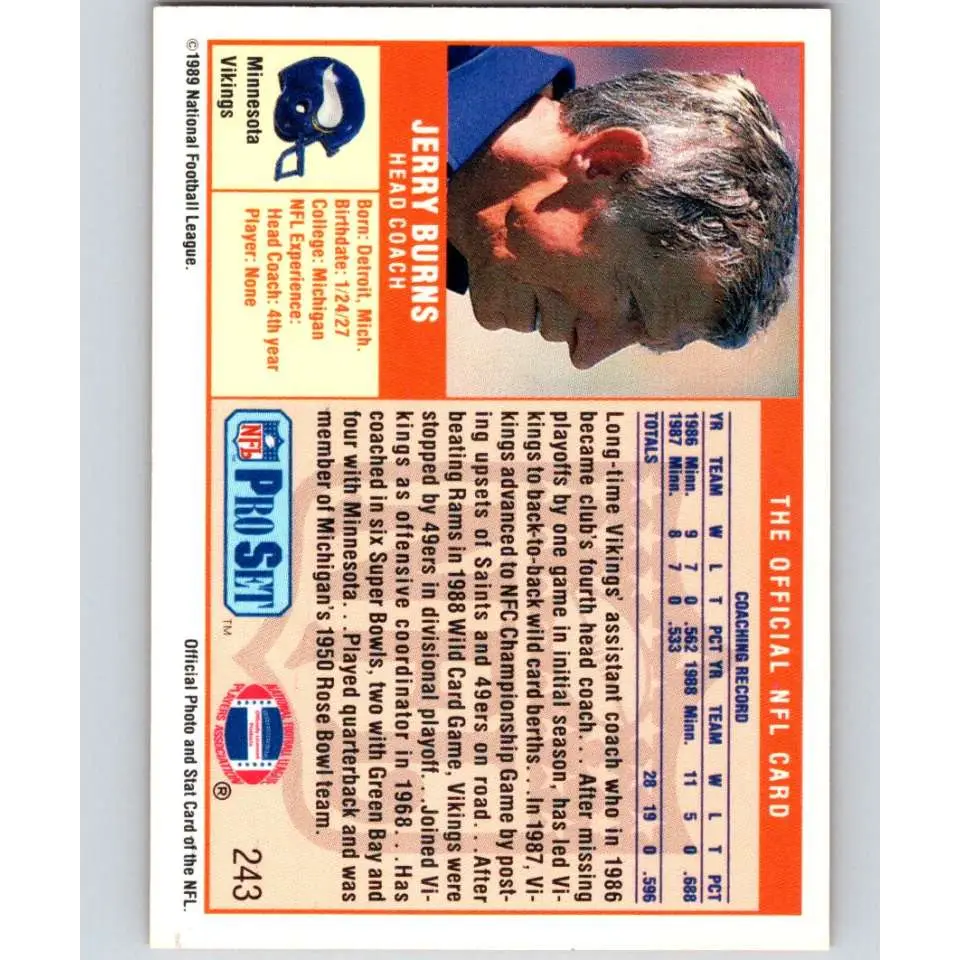 THE OFFICIAL NFL CARD
JERRY BURNS
HEAD COACH
Born: Detroit, Mich.
Birthdate: 1/24/27
College: Michigan
NFL Experience:
Head Coach: 4th year
Player: None
Minnesota
Vikings
COACHING RECORD
YR TEAM W L T PCT YR TEAM W L T PCT
1986 Minn. 9 7 0 .562 1988 Minn. 11 5 0 .688
1987 Minn. 8 7 0 .533
TOTALS 28 19 0 .596
Long-time Vikings' assistant coach who in 1986
became club's fourth head coach. . . After missing
playoffs by one game in initial season, has led Vi-
kings to back-to-back wild card berths. . . In 1987, Vi-
kings advanced to NFC Championship Game by post-
ing upsets of Saints and 49ers on road. . . After
beating Rams in 1988 Wild Card Game, Vikings were
stopped by 49ers in divisional playoff. . . Joined Vi-
kings as offensive coordinator in 1968. . . Has
coached in six Super Bowls, two with Green Bay and
four with Minnesota. . . Played quarterback and was
member of Michigan's 1950 Rose Bowl team.
NFL PRO SET TM
NATIONAL FOOTBALL LEAGUE
PLAYERS ASSOCIATION ®
243
© 1989 National Football League.
Official Photo and Stat Card of the NFL.